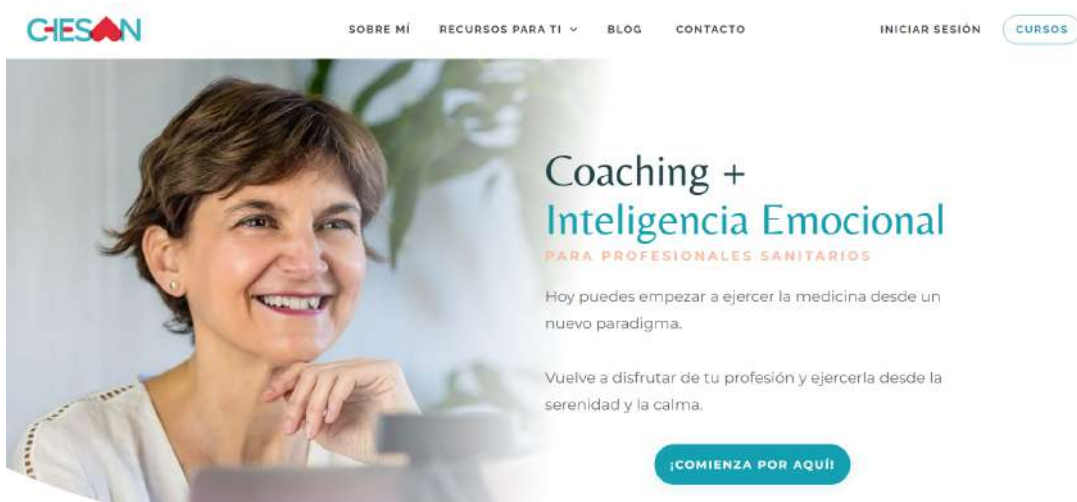 CHESAN
SOBRE MÍ
RECURSOS PARA TI
BLOG
CONTACTO
INICIAR SESIÓN
CURSOS
Coaching +
Inteligencia Emocional
PARA PROFESIONALES SANITARIOS
Hoy puedes empezar a ejercer la medicina desde un
nuevo paradigma.
Vuelve a disfrutar de tu profesión y ejercerla desde la
serenidad y la calma.
¡COMIENZA POR AQUÍ!